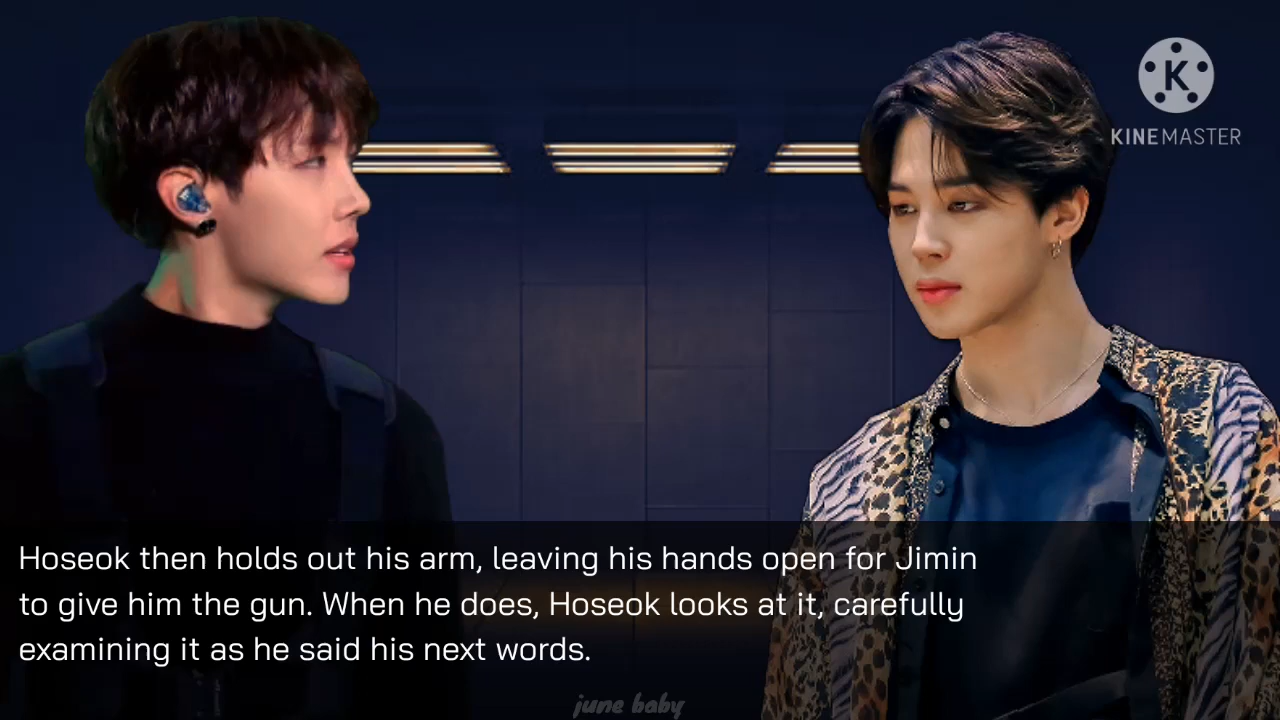 KINEMASTER
Hoseok then holds out his arm, leaving his hands open for Jimin
to give him the gun. When he does, Hoseok looks at it, carefully
examining it as he said his next words.
june baby